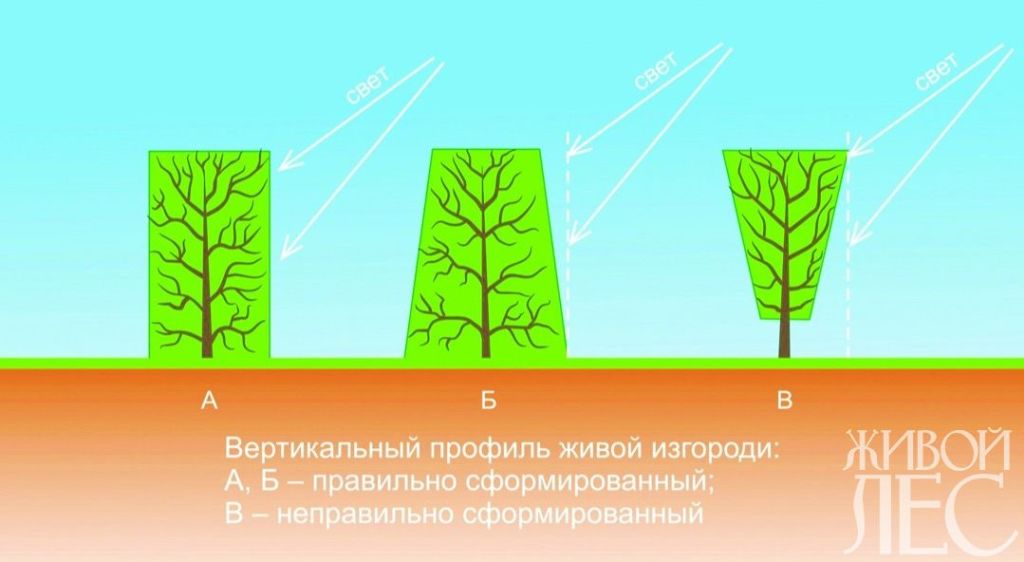 свет
свет
свет
А
Б
В
Вертикальный профиль живой изгороди:
А, Б – правильно сформированный;
В – неправильно сформированный
ЖИВОЙ
ЛЕС